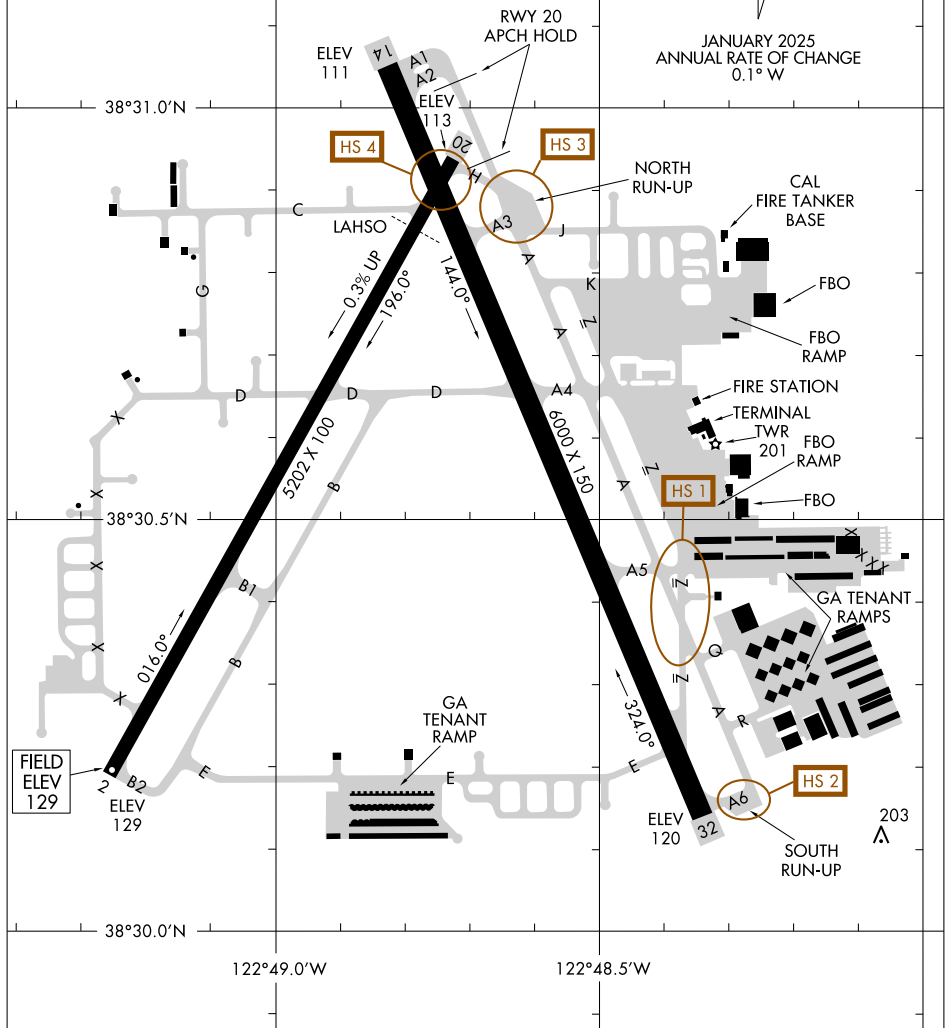 RWY 20
APCH HOLD
JANUARY 2025
ANNUAL RATE OF CHANGE
0.1° W
ELEV
111
14
A1
A2
38°31.0'N
ELEV
113
20
HS 4
HS 3
H
NORTH
RUN-UP
CAL
FIRE TANKER
BASE
C
LAHSO
A3
J
A
G
0.3% UP
196.0°
144.0°
K
Z
A
FBO
FBO
RAMP
D
D
D
A4
FIRE STATION
TERMINAL
TWR
201
X
5202 X 100
6000 X 150
FBO
RAMP
B
Z
A
HS 1
FBO
X
38°30.5'N
X
X
X
X
X
A5
Z
B1
GA TENANT
RAMPS
016.0°
X
B
Q
Z
A
R
324.0°
X
GA
TENANT
RAMP
FIELD
ELEV
129
2
B2
ELEV
129
E
E
E
HS 2
A6
ELEV
120
32
203
SOUTH
RUN-UP
38°30.0'N
122°49.0'W
122°48.5'W